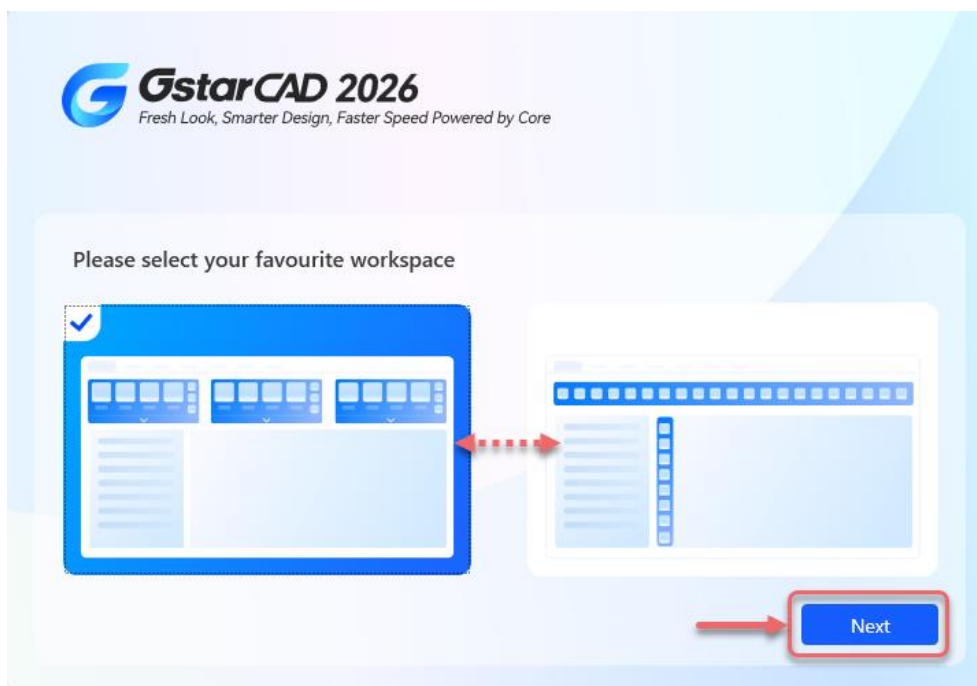 GstarCAD 2026
Fresh Look, Smarter Design, Faster Speed Powered by Core
Please select your favourite workspace
Next